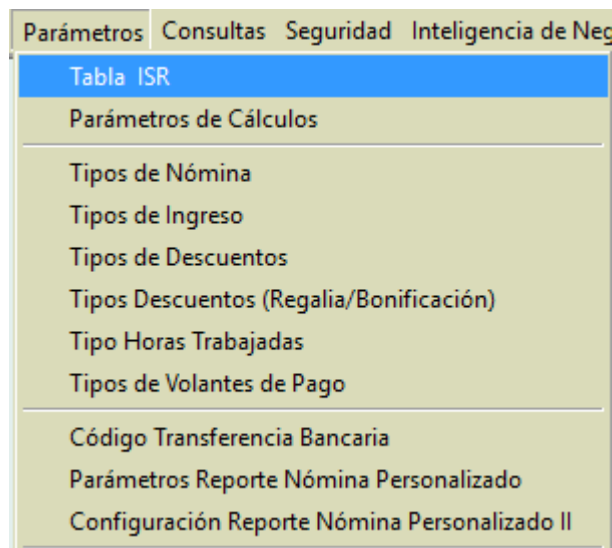 Parámetros Consultas Seguridad Inteligencia de Neg
Tabla ISR
Parámetros de Cálculos
Tipos de Nómina
Tipos de Ingreso
Tipos de Descuentos
Tipos Descuentos (Regalia/Bonificación)
Tipo Horas Trabajadas
Tipos de Volantes de Pago
Código Transferencia Bancaria
Parámetros Reporte Nómina Personalizado
Configuración Reporte Nómina Personalizado II